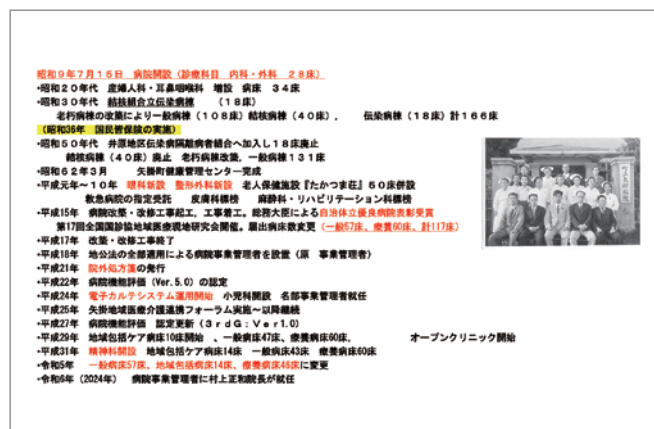 昭和９年７月１５日　病院開設（診療科目　内科・外科　２８床）
・昭和２０年代　産婦人科・耳鼻咽喉科　増設　病床　３４床
・昭和３０年代　結核組合立伝染病棟　　（１８床）
老朽病棟の改築により一般病棟（１０８床）結核病棟（４０床），　伝染病棟（１８床）計１６６床
（昭和36年　国民皆保険の実施）
・昭和５０年代　井原地区伝染病隔離病舎組合へ加入し１８床廃止
結核病棟（４０床）廃止　老朽病棟改築，一般病棟１３１床
・昭和６２年３月　矢掛町健康管理センター完成
・平成元年～１０年　眼科新設　整形外科新設　老人保健施設『たかつま荘』５０床併設
救急病院の指定受託　皮膚科標榜　麻酔科・リハビリテーション科標榜
・平成15年　病院改築・改修工事起工，工事着工。総務大臣による自治体立優良病院表彰受賞
第17回全国国診協地域医療現地研究会開催。届出病床数変更（一般57床、療養60床、計117床）
・平成17年　改築・改修工事終了
・平成18年　地公法の全部適用による病院事業管理者を設置（原　事業管理者）
・平成21年　院外処方箋の発行
・平成22年　病院機能評価（Ver.5.0）の認定
・平成24年　電子カルテシステム運用開始　小児科開設　名部事業管理者就任
・平成25年　矢掛地域医療介護連携フォーラム実施～以降継続
・平成27年　病院機能評価　認定更新（３ｒｄＧ：Ｖｅｒ1.0）
・平成29年　地域包括ケア病床10床開始　、一般病床47床、療養病床60床，　オープンクリニック開始
・平成31年　精神科開設　地域包括ケア病床14床　一般病床43床　療養病床60床
・令和5年　一般病床57床、地域包括病床14床、療養病床46床に変更
・令和6年（2024年）　病院事業管理者に村上正和院長が就任